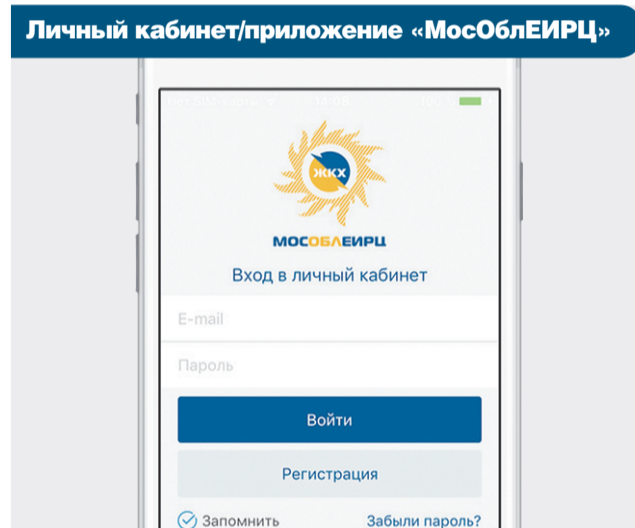 Личный кабинет/приложение «МосОблЕИРЦ»
ЖКХ
МОСОБЛЕИРЦ
Вход в личный кабинет
E-mail
Пароль
Войти
Регистрация
Запомнить Забыли пароль?